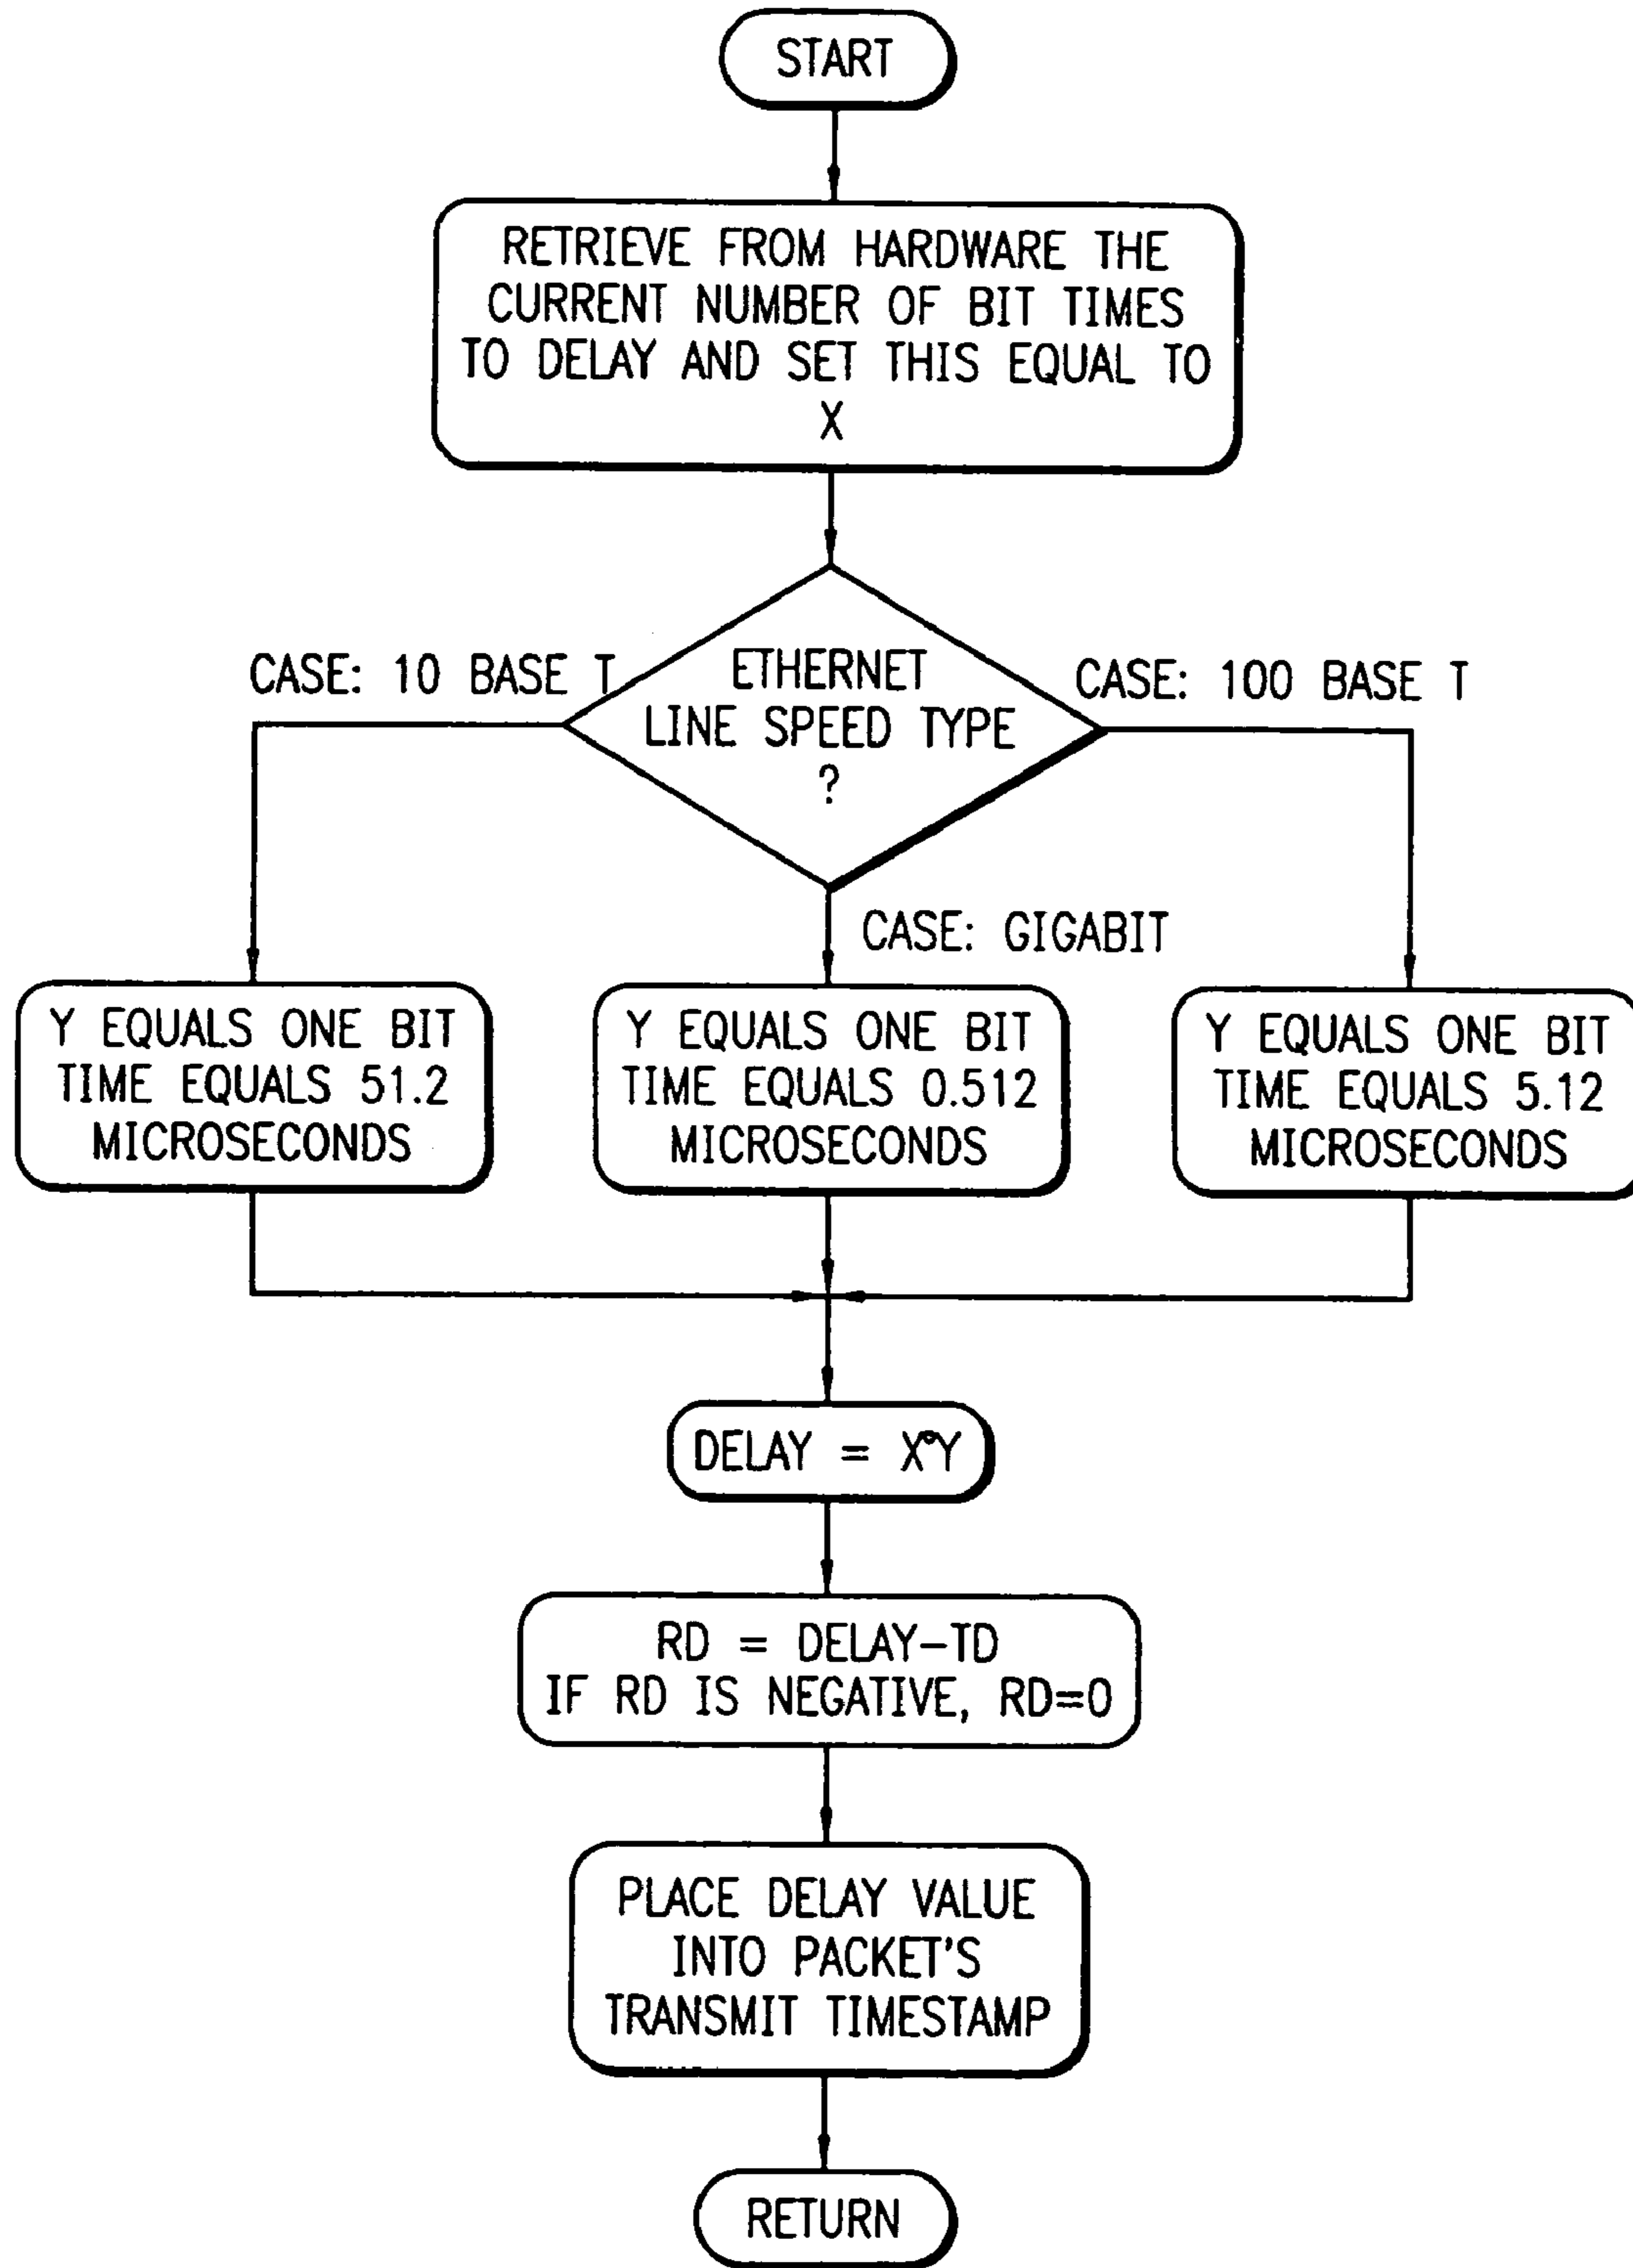 START
RETRIEVE FROM HARDWARE THE
CURRENT NUMBER OF BIT TIMES
TO DELAY AND SET THIS EQUAL TO
X
ETHERNET
LINE SPEED TYPE
?
CASE: 10 BASE T
CASE: 100 BASE T
CASE: GIGABIT
Y EQUALS ONE BIT
TIME EQUALS 51.2
MICROSECONDS
Y EQUALS ONE BIT
TIME EQUALS 0.512
MICROSECONDS
Y EQUALS ONE BIT
TIME EQUALS 5.12
MICROSECONDS
DELAY = X°Y
RD = DELAY-TD
IF RD IS NEGATIVE, RD=0
PLACE DELAY VALUE
INTO PACKET'S
TRANSMIT TIMESTAMP
RETURN